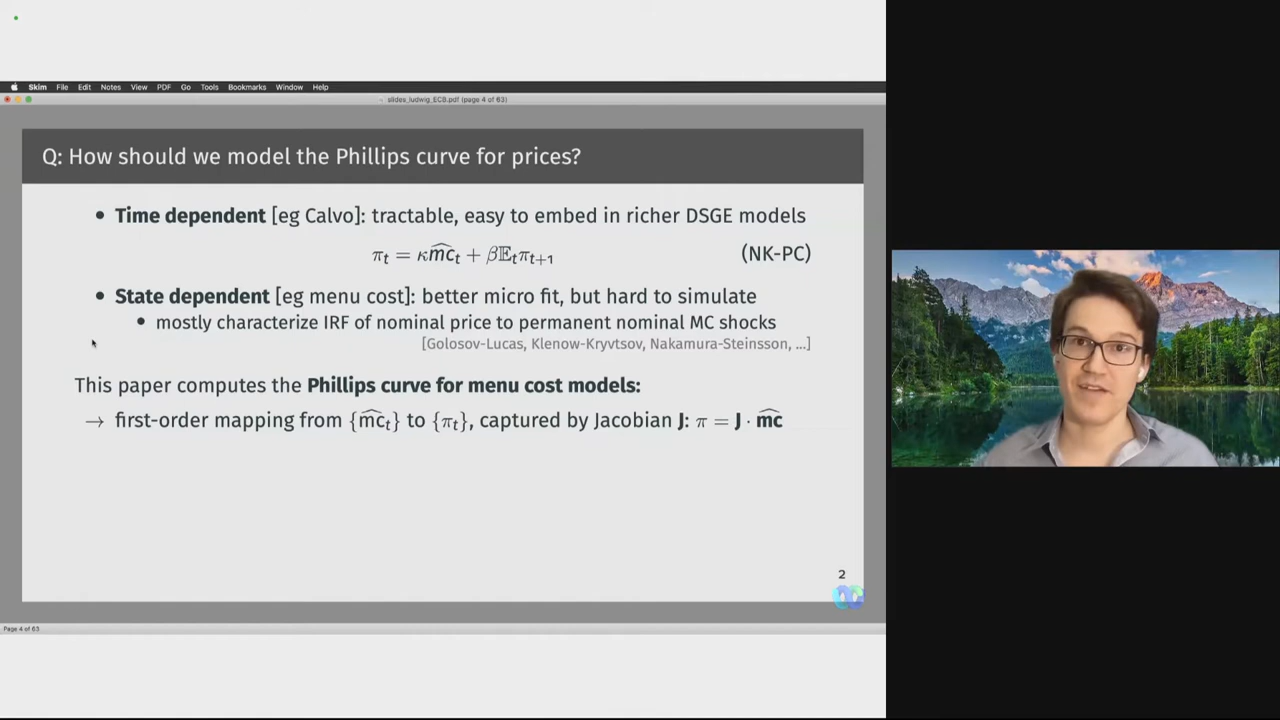 Skim File Edit View Notes Tools PDF Go Tools Bookmarks Window Help
slides_ludwig_ECB.pdf (page 4 of 63)
Q: How should we model the Phillips curve for prices?
• Time dependent [eg Calvo]: tractable, easy to embed in richer DSGE models
πₜ = κm̂cₜ + β𝔼ₜπₜ₊₁ (NK-PC)
• State dependent [eg menu cost]: better micro fit, but hard to simulate
• mostly characterize IRF of nominal price to permanent nominal MC shocks
[Golosov-Lucas, Klenow-Kryvtsov, Nakamura-Steinsson, ...]
This paper computes the Phillips curve for menu cost models:
→ first-order mapping from {m̂cₜ} to {πₜ}, captured by Jacobian J: π = J · m̂c
2
Page 4 of 63